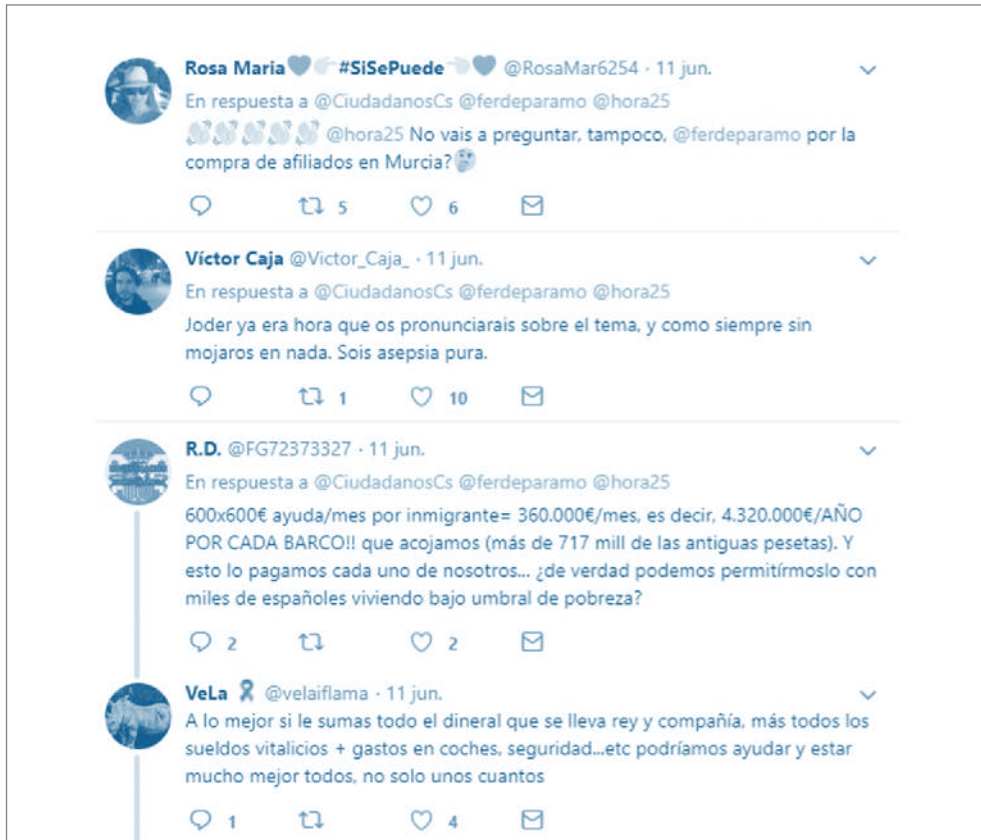 Rosa Maria💙👉#SiSePuede👈💙 @RosaMar6254 · 11 jun.
En respuesta a @CiudadanosCs @ferdeparamo @hora25
👏👏👏👏👏 @hora25 No vais a preguntar, tampoco, @ferdeparamo por la
compra de afiliados en Murcia?🤔
5 6
Víctor Caja @Victor_Caja_ · 11 jun.
En respuesta a @CiudadanosCs @ferdeparamo @hora25
Joder ya era hora que os pronunciarais sobre el tema, y como siempre sin
mojaros en nada. Sois asepsia pura.
1 10
R.D. @FG72373327 · 11 jun.
En respuesta a @CiudadanosCs @ferdeparamo @hora25
600x600€ ayuda/mes por inmigrante= 360.000€/mes, es decir, 4.320.000€/AÑO
POR CADA BARCO!! que acojamos (más de 717 mill de las antiguas pesetas). Y
esto lo pagamos cada uno de nosotros... ¿de verdad podemos permitírmoslo con
miles de españoles viviendo bajo umbral de pobreza?
2 2
VeLa 🎗 @velaiflama · 11 jun.
A lo mejor si le sumas todo el dineral que se lleva rey y compañía, más todos los
sueldos vitalicios + gastos en coches, seguridad...etc podríamos ayudar y estar
mucho mejor todos, no solo unos cuantos
1 4